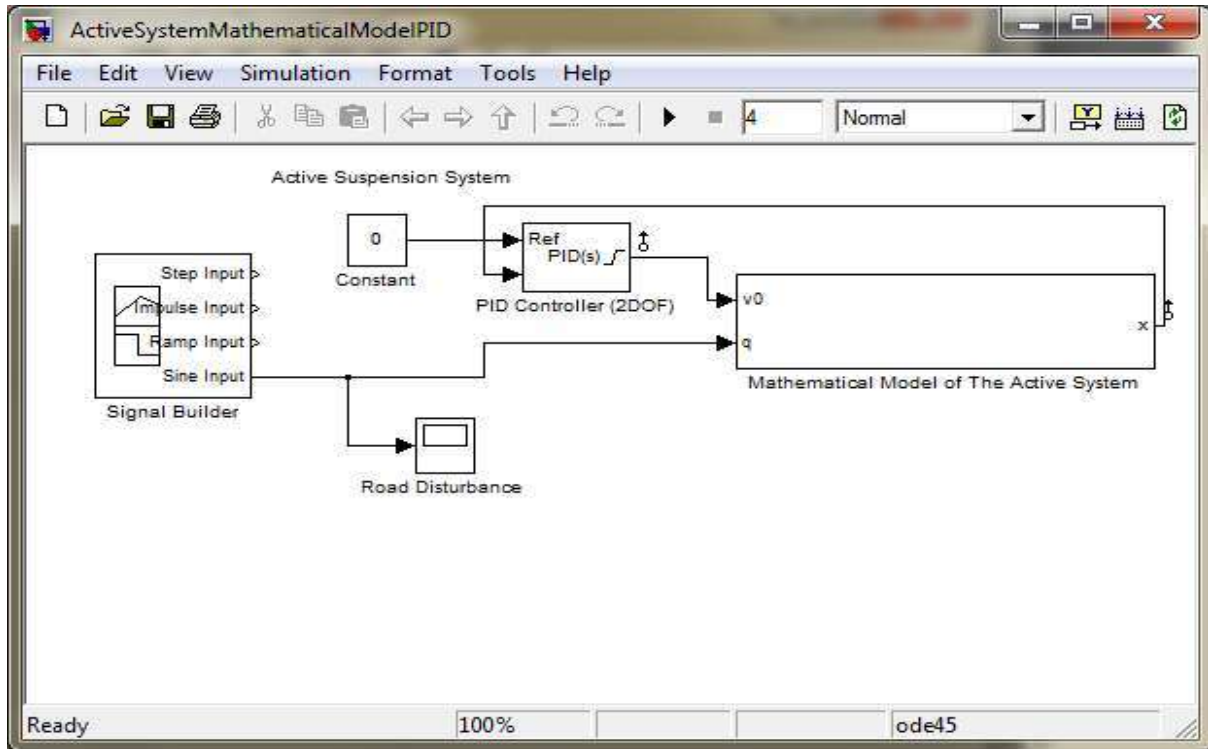 ActiveSystemMathematicalModelPID
File Edit View Simulation Format Tools Help
4 Normal
Active Suspension System
0
Constant
Ref
PID(s)
PID Controller (2DOF)
Step Input
Impulse Input
Ramp Input
Sine Input
Signal Builder
v0
q
x
Mathematical Model of The Active System
Road Disturbance
Ready 100% ode45